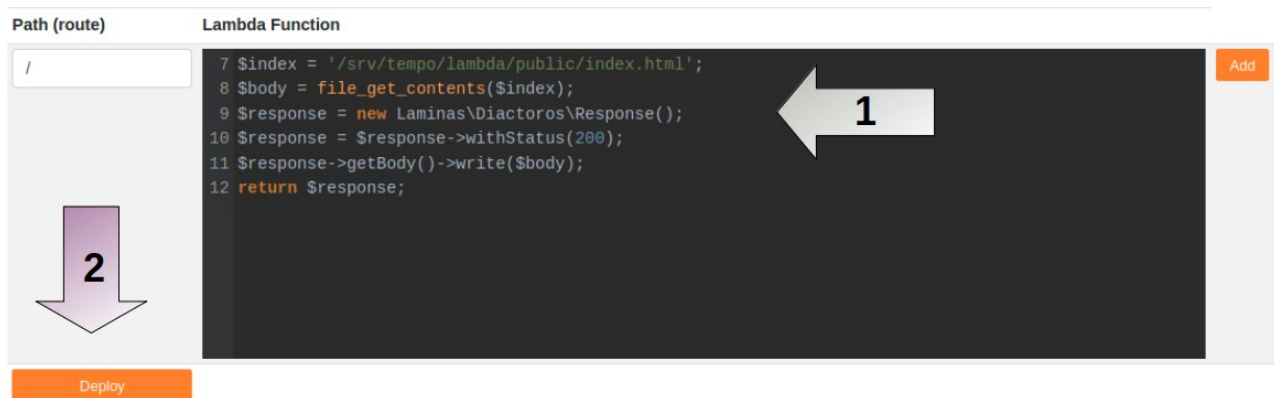 Path (route) Lambda Function
/
7 $index = '/srv/tempo/lambda/public/index.html';
8 $body = file_get_contents($index);
9 $response = new Laminas\Diactoros\Response();
10 $response = $response->withStatus(200);
11 $response->getBody()->write($body);
12 return $response;
Add
1
2
Deploy